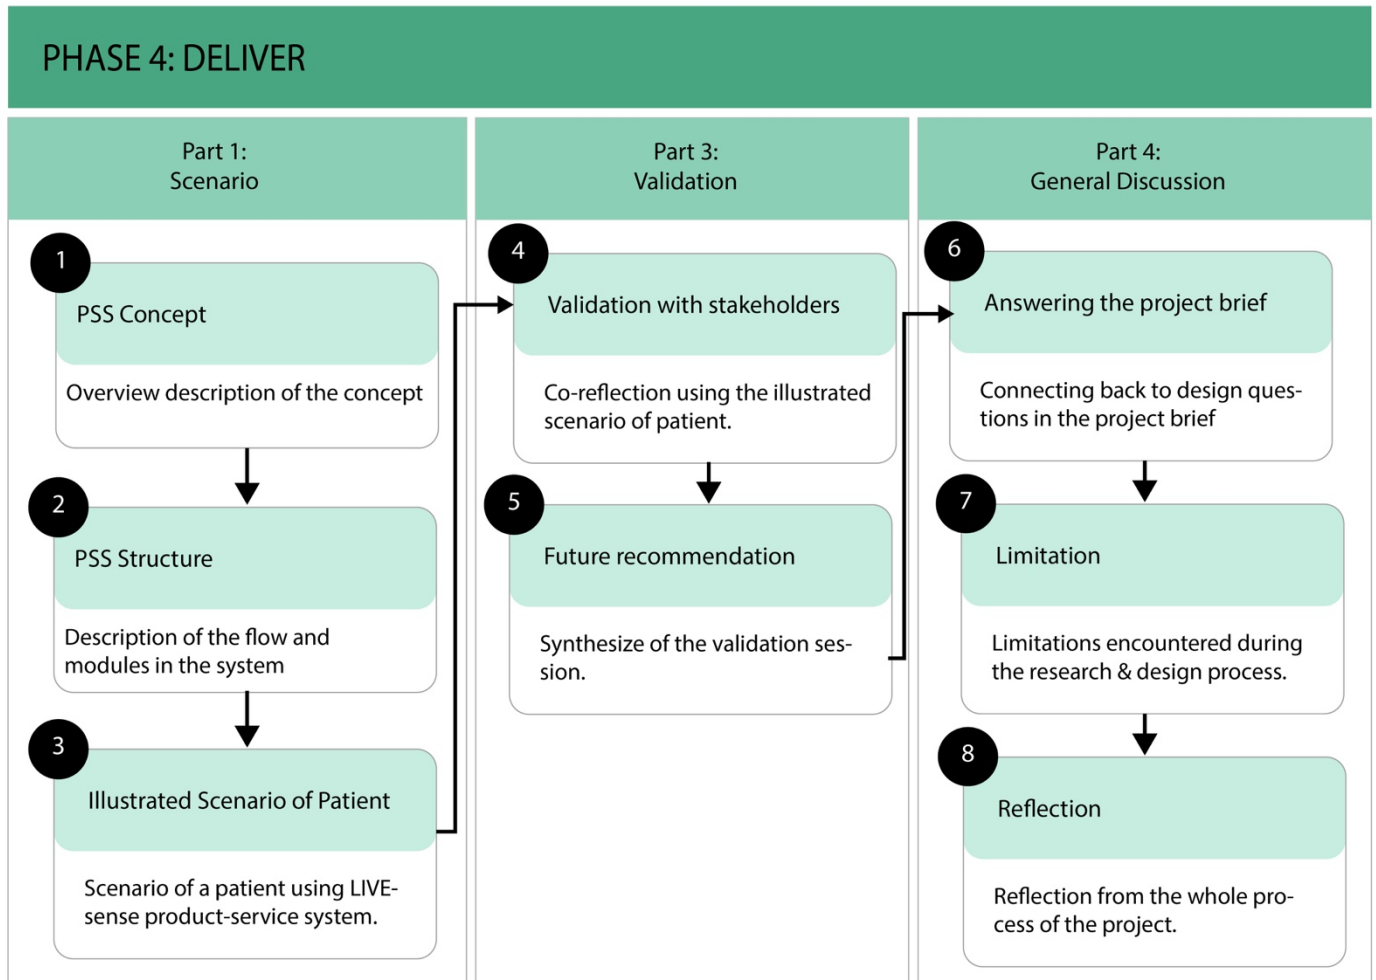 PHASE 4: DELIVER
Part 1:
Scenario
1
PSS Concept
Overview description of the concept
2
PSS Structure
Description of the flow and
modules in the system
3
Illustrated Scenario of Patient
Scenario of a patient using LIVE-
sense product-service system.
Part 3:
Validation
4
Validation with stakeholders
Co-reflection using the illustrated
scenario of patient.
5
Future recommendation
Synthesize of the validation ses-
sion.
Part 4:
General Discussion
6
Answering the project brief
Connecting back to design ques-
tions in the project brief
7
Limitation
Limitations encountered during
the research & design process.
8
Reflection
Reflection from the whole pro-
cess of the project.